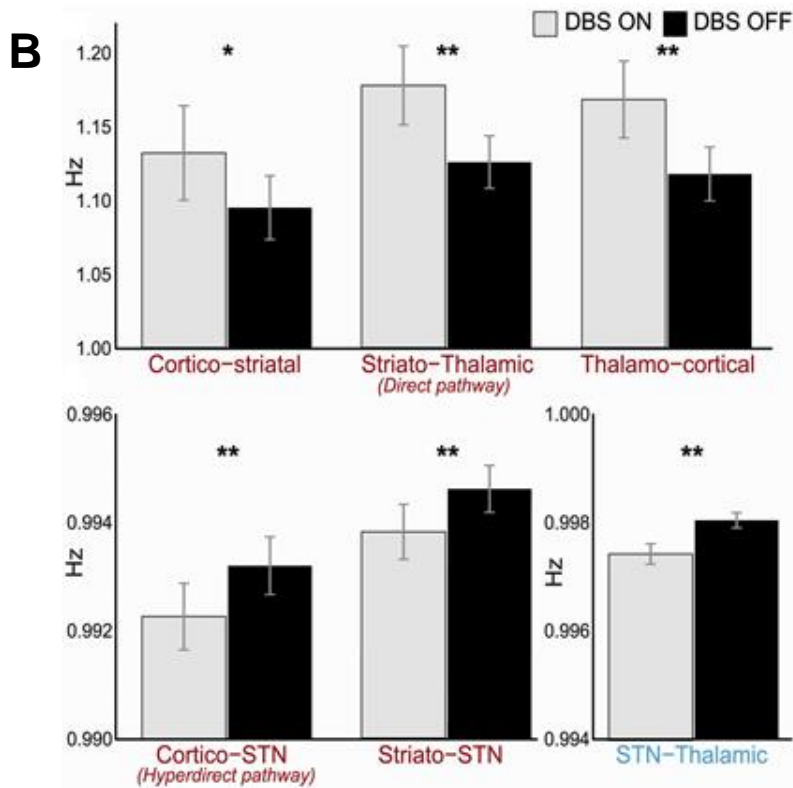 B
DBS ON DBS OFF
1.20
1.15
1.10
1.05
1.00
Hz
* ** **
Cortico-striatal Striato-Thalamic Thalamo-cortical
(Direct pathway)
0.996
0.994
0.992
0.990
Hz
** **
Cortico-STN Striato-STN
(Hyperdirect pathway)
1.000
0.998
0.996
0.994
Hz
**
STN-Thalamic